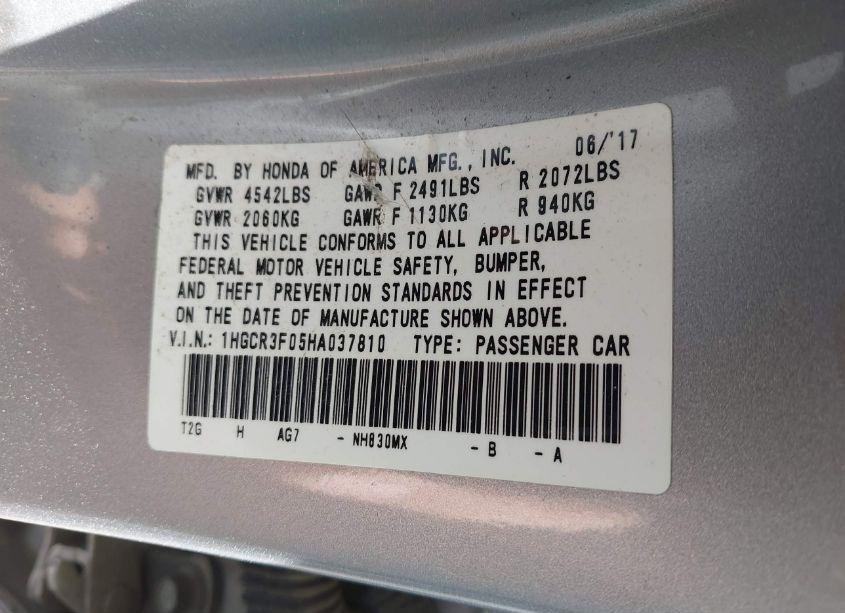 MFD. BY HONDA OF AMERICA MFG., INC. 06/'17
GVWR 4542LBS GAWR F 2491LBS R 2072LBS
GVWR 2060KG GAWR F 1130KG R 940KG
THIS VEHICLE CONFORMS TO ALL APPLICABLE
FEDERAL MOTOR VEHICLE SAFETY, BUMPER,
AND THEFT PREVENTION STANDARDS IN EFFECT
ON THE DATE OF MANUFACTURE SHOWN ABOVE.
V.I.N.: 1HGCR3F05HA037810 TYPE: PASSENGER CAR
T2G H AG7 - NH830MX - B - A